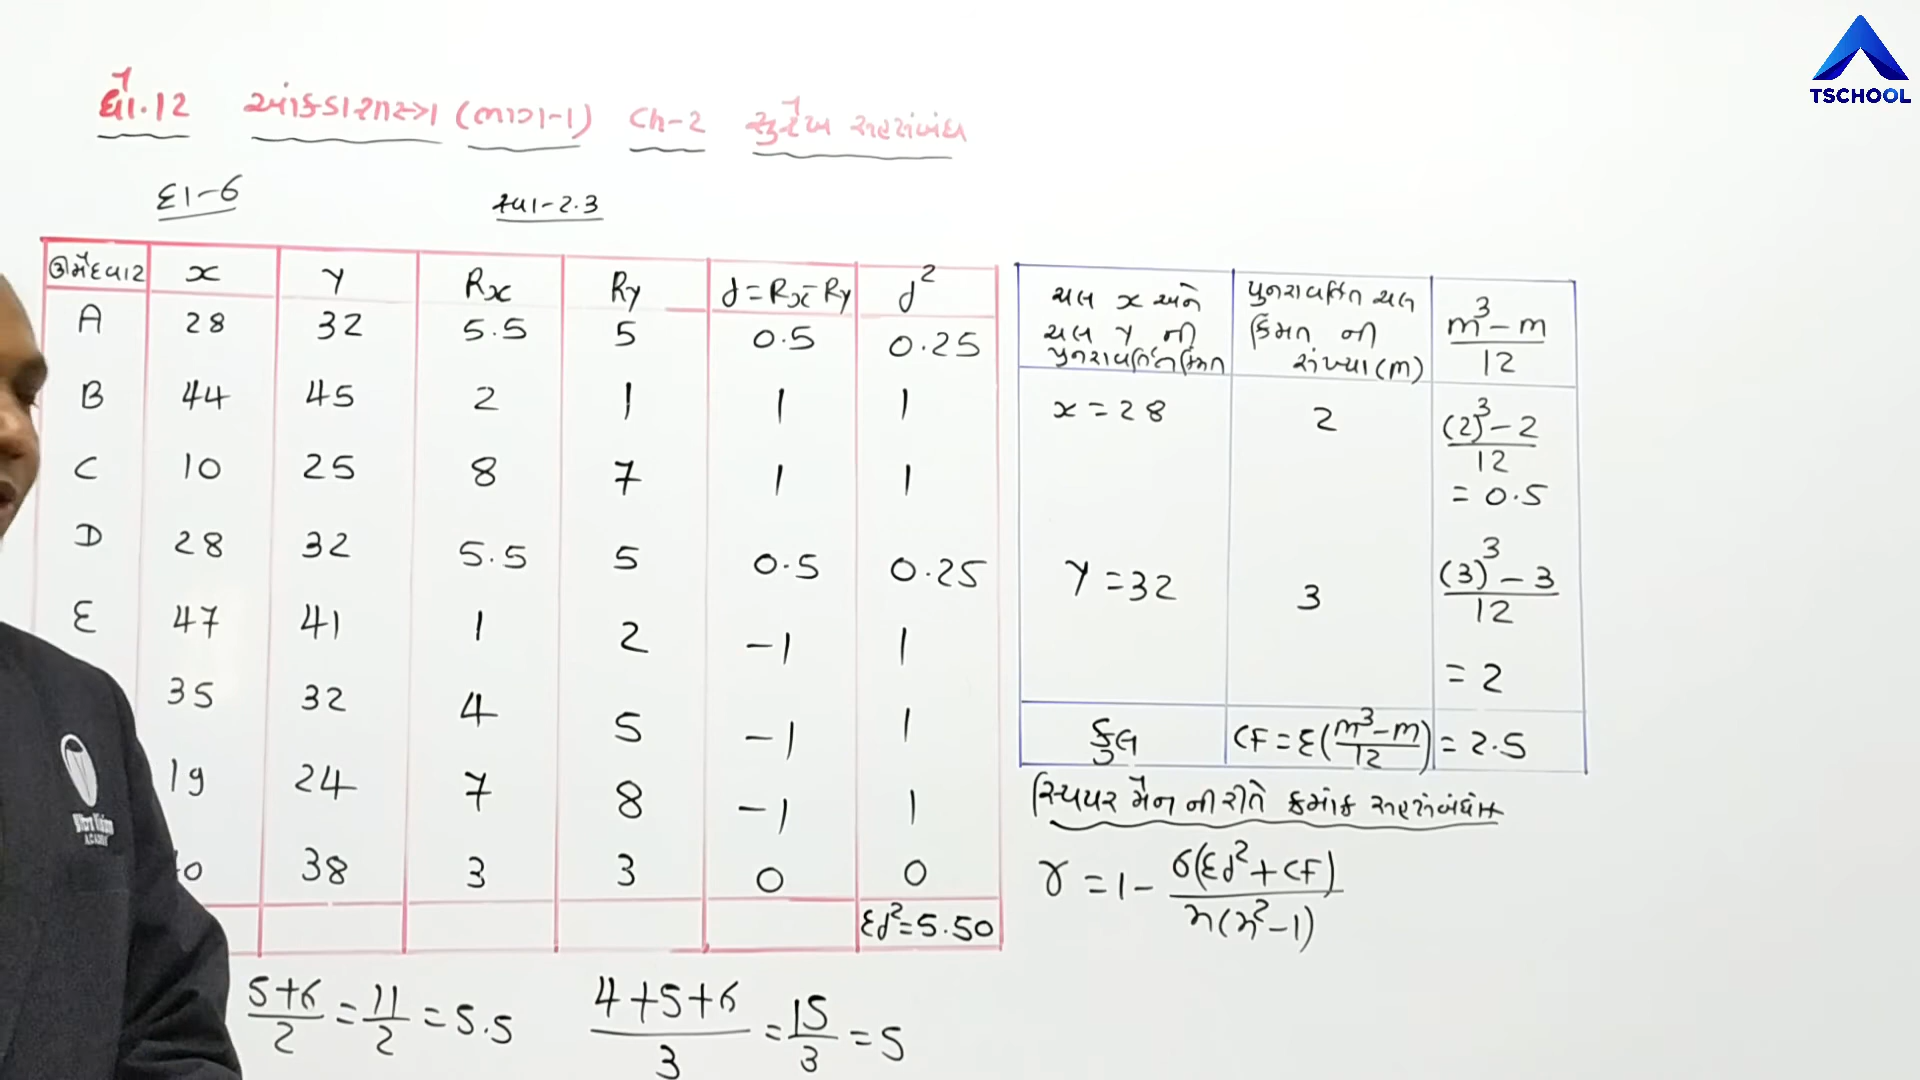 TSCHOOL
ધો.12 આંકડાશાસ્ત્ર (ભાગ-1) Ch-2 સુરેખ સહસંબંધ
દા-6 સ્વા-2.3
ઉમેદવાર x Y Rx Ry d = Rx - Ry d²
A 28 32 5.5 5 0.5 0.25
B 44 45 2 1 1 1
C 10 25 8 7 1 1
D 28 32 5.5 5 0.5 0.25
E 47 41 1 2 -1 1
35 32 4 5 -1 1
19 24 7 8 -1 1
0 38 3 3 0 0
Σd² = 5.50
5+6/2 = 11/2 = 5.5
4+5+6/3 = 15/3 = 5
ચલ x અને ચલ Y ની પુનરાવર્તિત કિંમત
પુનરાવર્તિત ચલ કિંમત ની સંખ્યા (m)
m³ - m / 12
x = 28 2 (2)³ - 2 / 12
= 0.5
Y = 32 3 (3)³ - 3 / 12
= 2
કુલ CF = Σ(m³ - m / 12) = 2.5
સ્પિયરમેન ની રીતે ક્રમાંક સહસંબંધાંક
r = 1 - 6(Σd² + CF) / n(n² - 1)